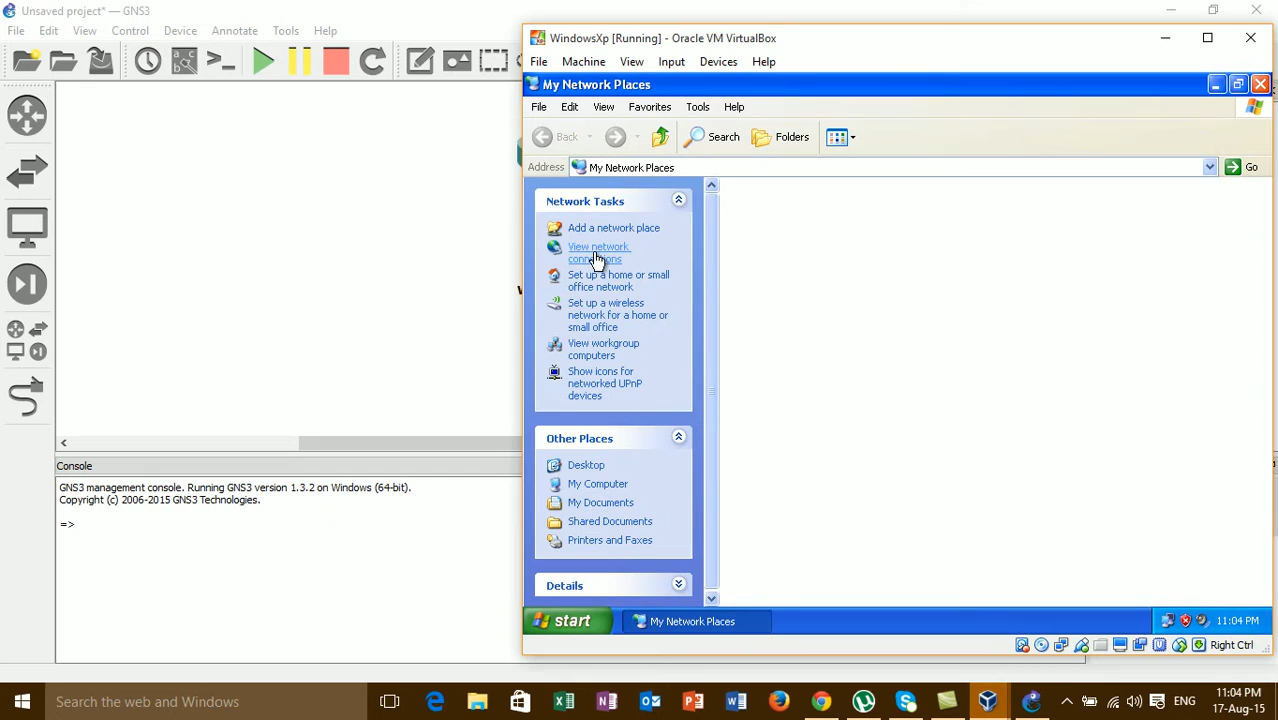 Unsaved project* — GNS3
File Edit View Control Device Annotate Tools Help
WindowsXp [Running] - Oracle VM VirtualBox
File Machine View Input Devices Help
My Network Places
File Edit View Favorites Tools Help
Back Search Folders
Address My Network Places Go
Network Tasks
Add a network place
View network
connections
Set up a home or small
office network
Set up a wireless
network for a home or
small office
View workgroup
computers
Show icons for
networked UPnP
devices
Other Places
Desktop
My Computer
My Documents
Shared Documents
Printers and Faxes
Details
Console
GNS3 management console. Running GNS3 version 1.3.2 on Windows (64-bit).
Copyright (c) 2006-2015 GNS3 Technologies.
=>
start My Network Places 11:04 PM
Right Ctrl
Search the web and Windows ENG 11:04 PM
17-Aug-15